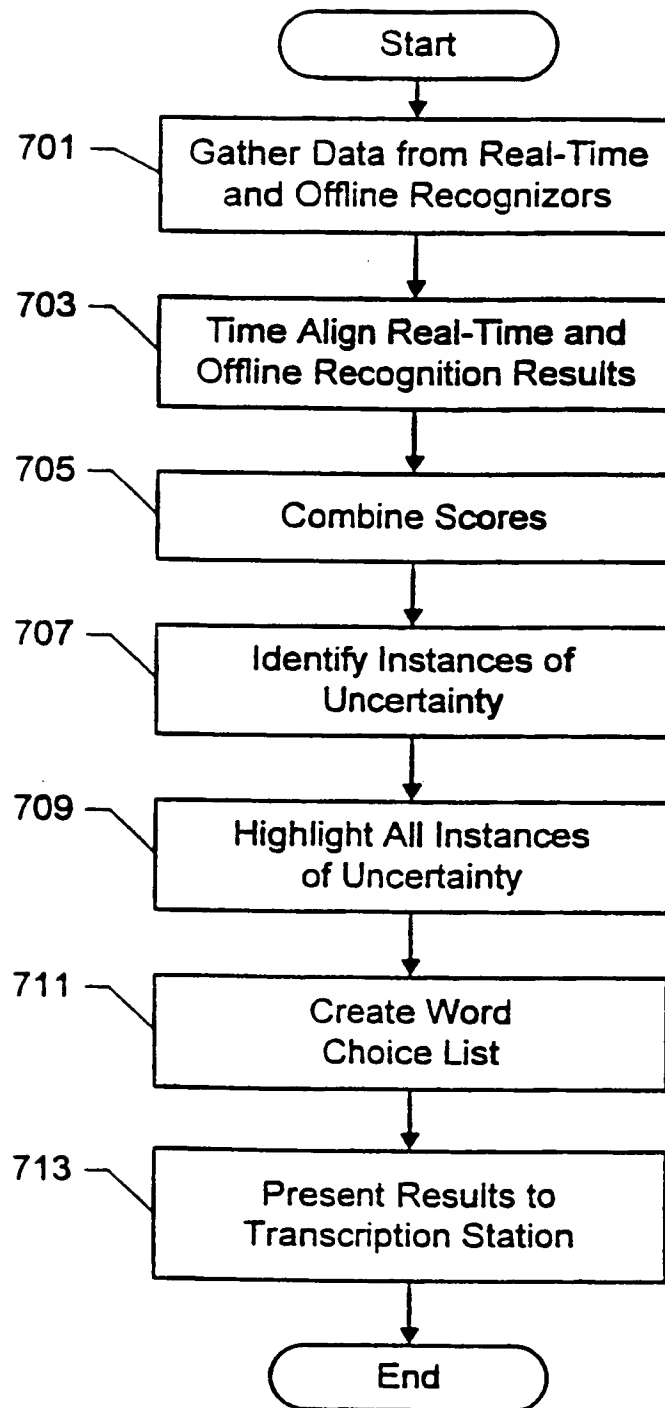 Start
701
Gather Data from Real-Time
and Offline Recognizors
703
Time Align Real-Time and
Offline Recognition Results
705
Combine Scores
707
Identify Instances of
Uncertainty
709
Highlight All Instances
of Uncertainty
711
Create Word
Choice List
713
Present Results to
Transcription Station
End